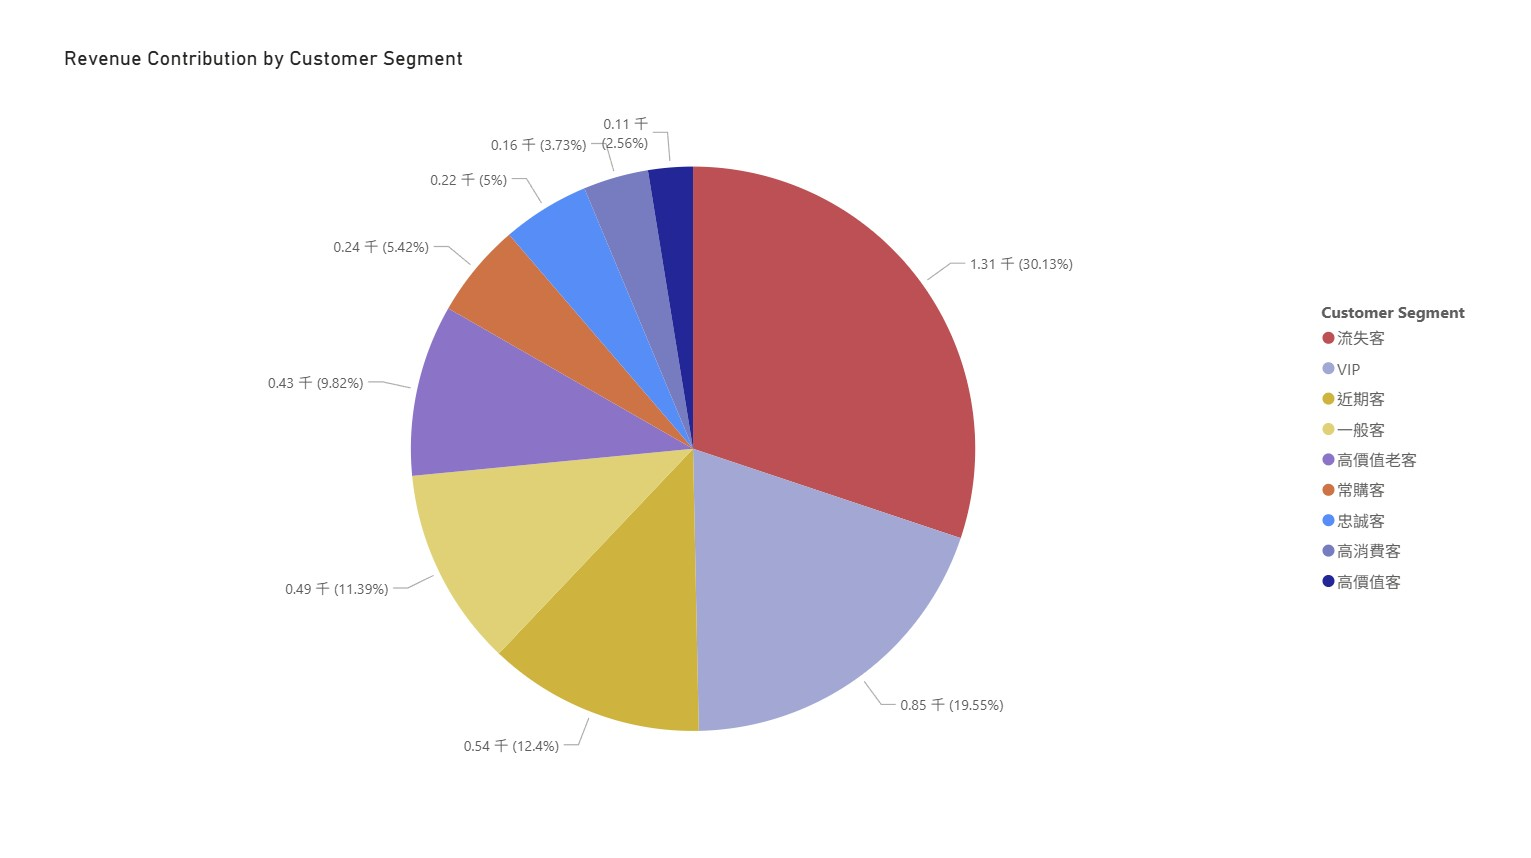 Revenue Contribution by Customer Segment
0.11 千
(2.56%)
0.16 千 (3.73%)
0.22 千 (5%)
0.24 千 (5.42%)
1.31 千 (30.13%)
0.43 千 (9.82%)
0.49 千 (11.39%)
0.85 千 (19.55%)
0.54 千 (12.4%)
Customer Segment
流失客
VIP
近期客
一般客
高價值老客
常購客
忠誠客
高消費客
高價值客